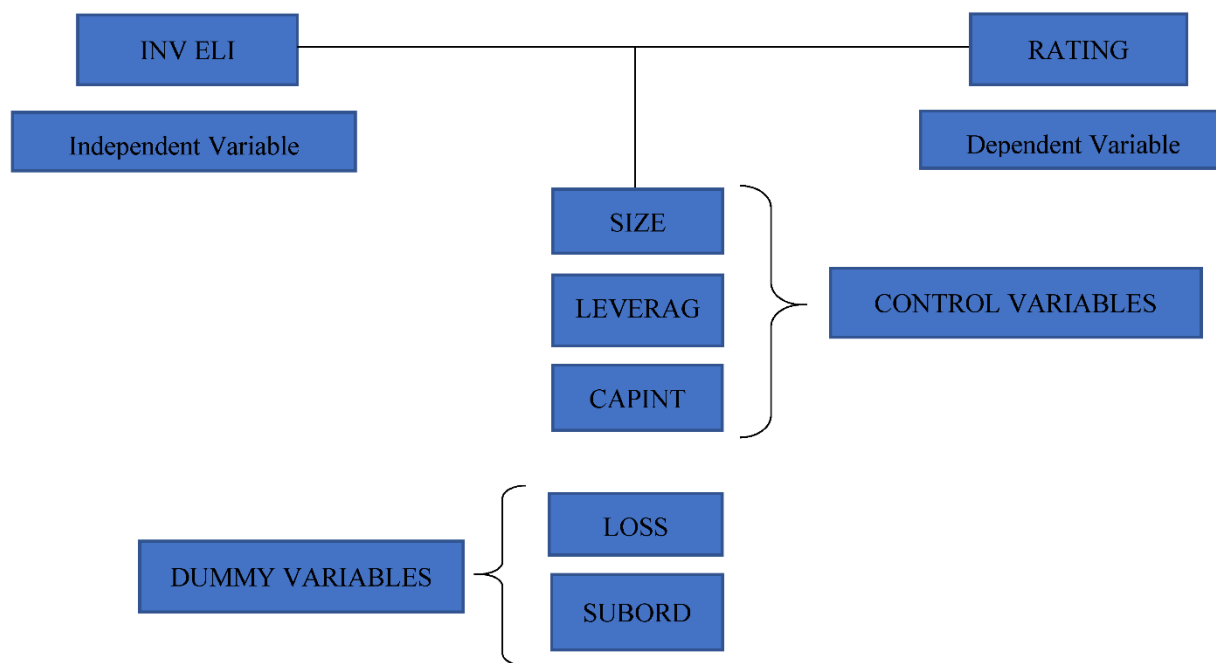 INV ELI
RATING
Independent Variable
Dependent Variable
SIZE
LEVERAG
CONTROL VARIABLES
CAPINT
LOSS
DUMMY VARIABLES
SUBORD